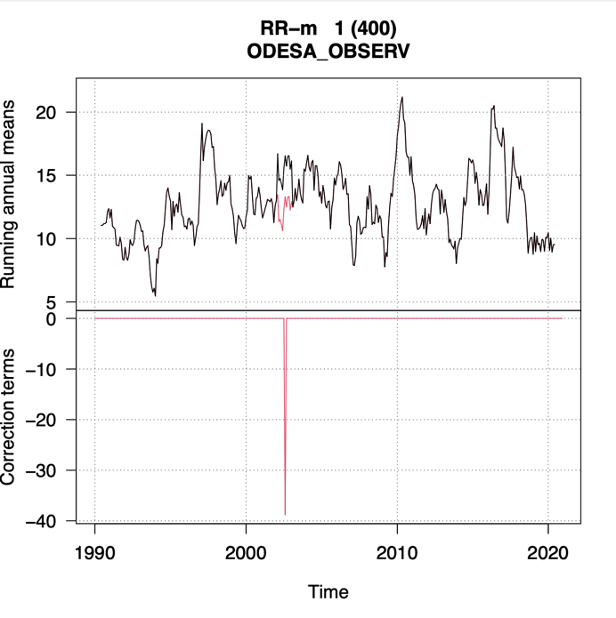 RR−m 1 (400)
ODESA_OBSERV
Running annual means
20
15
10
5
Correction terms
0
−10
−20
−30
−40
1990 2000 2010 2020
Time